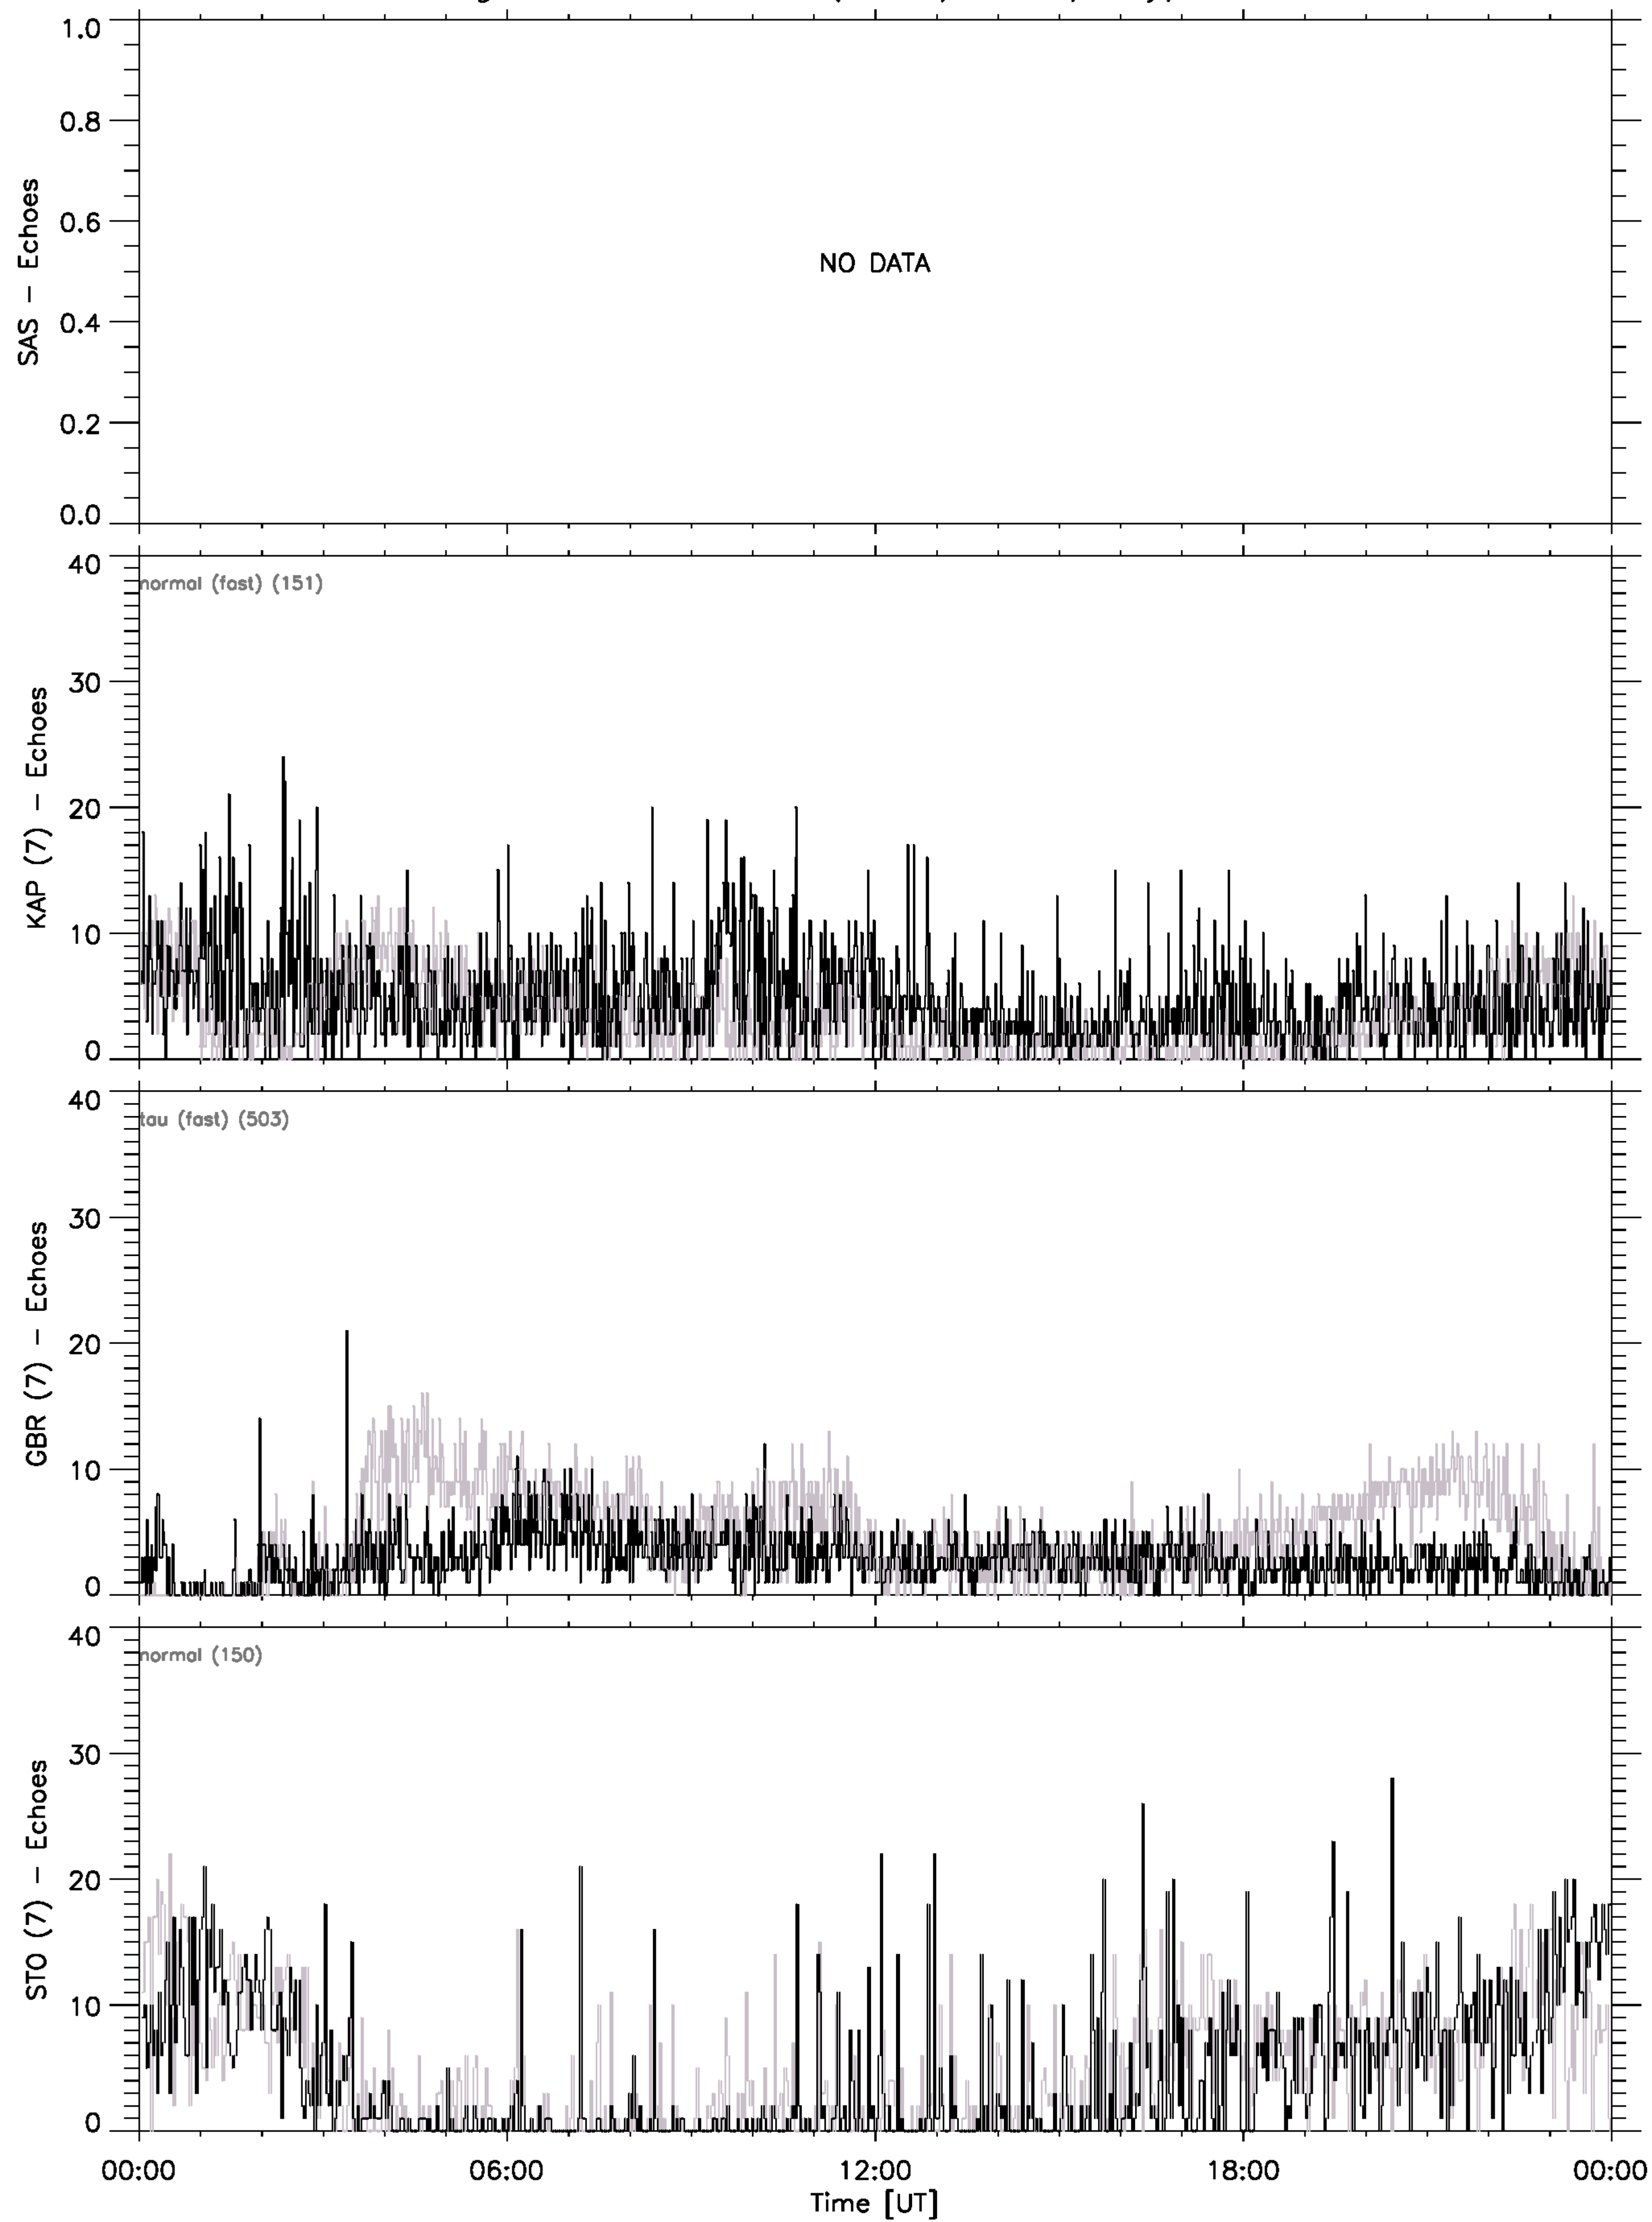 1.0
0.8
0.6
0.4
0.2
0.0
SAS - Echoes
NO DATA
40
30
20
10
0
KAP (7) - Echoes
normal (fast) (151)
40
30
20
10
0
GBR (7) - Echoes
tau (fast) (503)
40
30
20
10
0
STO (7) - Echoes
normal (150)
00:00 06:00 12:00 18:00 00:00
Time [UT]